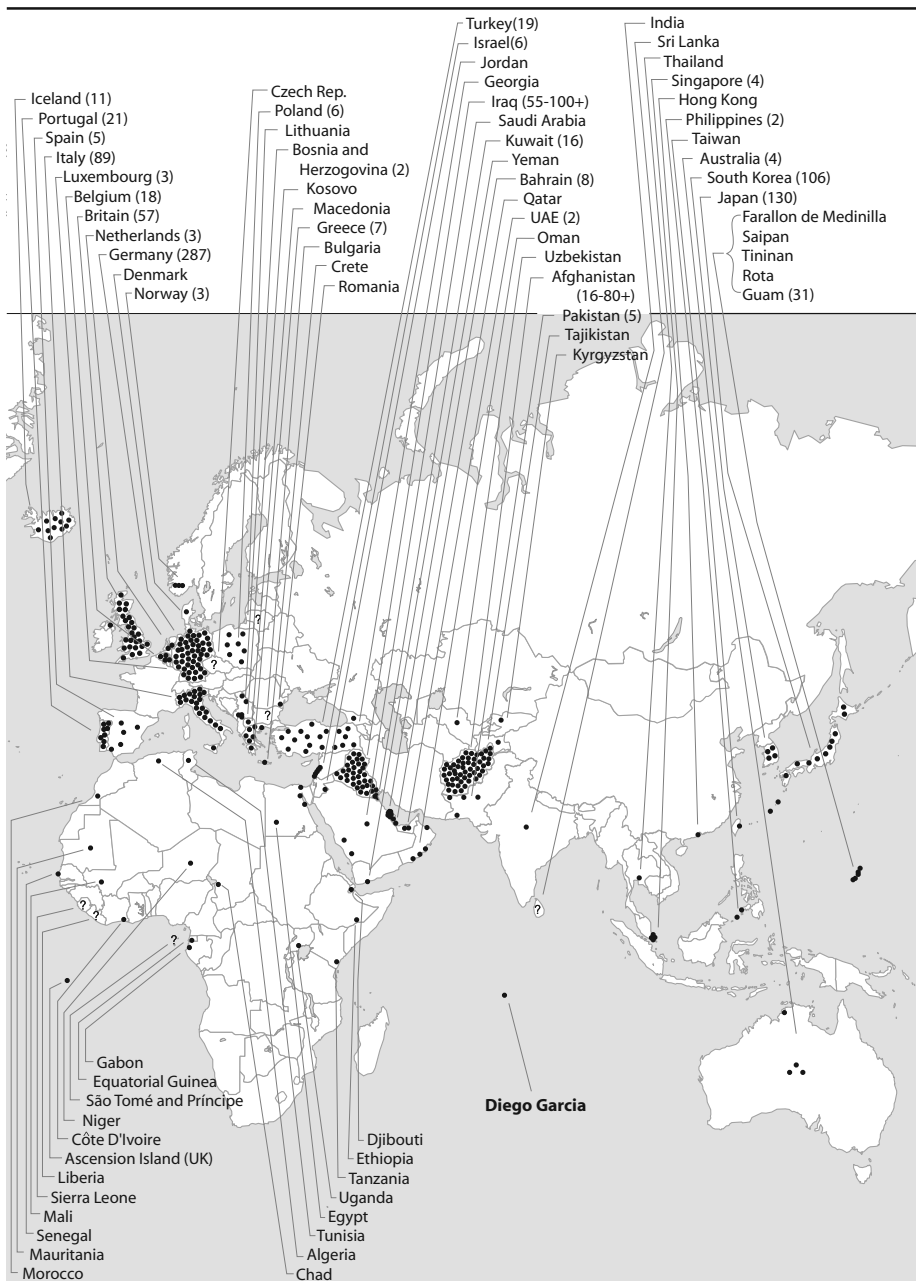 Iceland (11)
Portugal (21)
Spain (5)
Italy (89)
Luxembourg (3)
Belgium (18)
Britain (57)
Netherlands (3)
Germany (287)
Denmark
Norway (3)
Czech Rep.
Poland (6)
Lithuania
Bosnia and
Herzogovina (2)
Kosovo
Macedonia
Greece (7)
Bulgaria
Crete
Romania
Turkey(19)
Israel(6)
Jordan
Georgia
Iraq (55-100+)
Saudi Arabia
Kuwait (16)
Yeman
Bahrain (8)
Qatar
UAE (2)
Oman
Uzbekistan
Afghanistan
(16-80+)
Pakistan (5)
Tajikistan
Kyrgyzstan
India
Sri Lanka
Thailand
Singapore (4)
Hong Kong
Philippines (2)
Taiwan
Australia (4)
South Korea (106)
Japan (130)
Farallon de Medinilla
Saipan
Tininan
Rota
Guam (31)
?
?
?
?
?
?
?
Diego Garcia
Gabon
Equatorial Guinea
São Tomé and Príncipe
Niger
Côte D'Ivoire
Ascension Island (UK)
Liberia
Sierra Leone
Mali
Senegal
Mauritania
Morocco
Djibouti
Ethiopia
Tanzania
Uganda
Egypt
Tunisia
Algeria
Chad